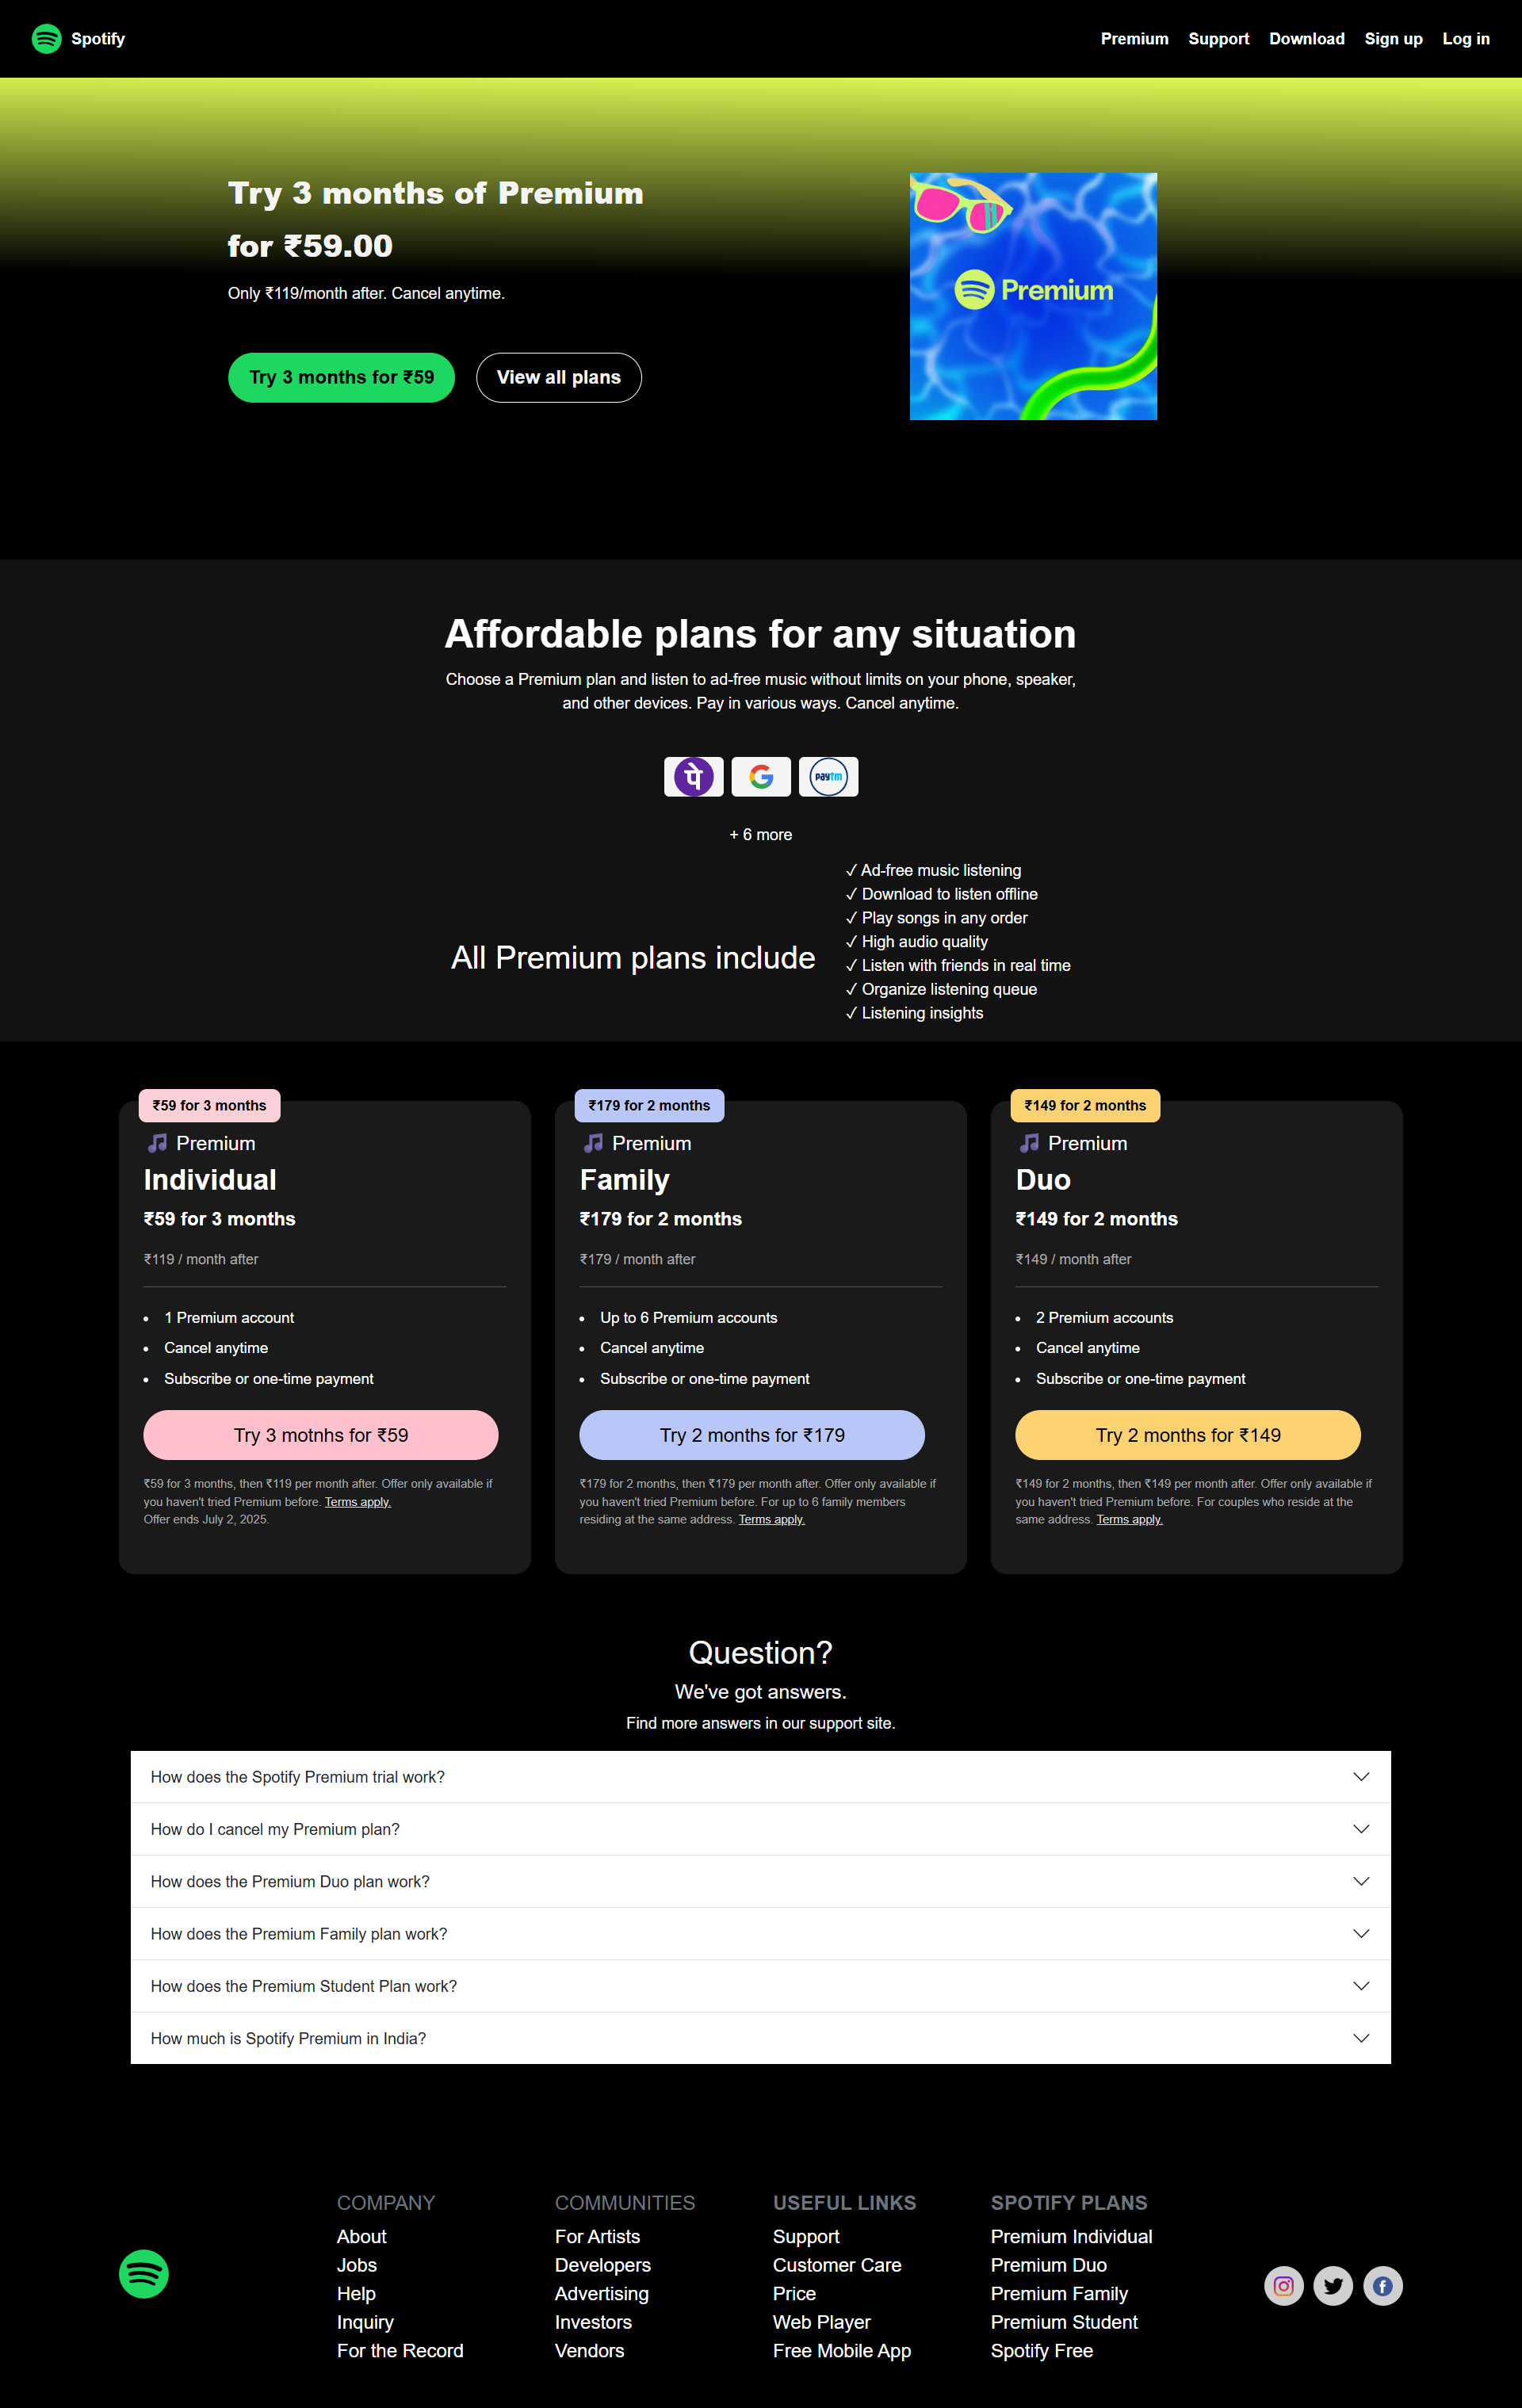 Spotify
Premium Support Download Sign up Log in
Try 3 months of Premium
for ₹59.00
Only ₹119/month after. Cancel anytime.
Try 3 months for ₹59
View all plans
Premium
Affordable plans for any situation
Choose a Premium plan and listen to ad-free music without limits on your phone, speaker,
and other devices. Pay in various ways. Cancel anytime.
पे
G
paytm
+ 6 more
All Premium plans include
✓ Ad-free music listening
✓ Download to listen offline
✓ Play songs in any order
✓ High audio quality
✓ Listen with friends in real time
✓ Organize listening queue
✓ Listening insights
₹59 for 3 months
Premium
Individual
₹59 for 3 months
₹119 / month after
• 1 Premium account
• Cancel anytime
• Subscribe or one-time payment
Try 3 motnhs for ₹59
₹59 for 3 months, then ₹119 per month after. Offer only available if
you haven't tried Premium before. Terms apply.
Offer ends July 2, 2025.
₹179 for 2 months
Premium
Family
₹179 for 2 months
₹179 / month after
• Up to 6 Premium accounts
• Cancel anytime
• Subscribe or one-time payment
Try 2 months for ₹179
₹179 for 2 months, then ₹179 per month after. Offer only available if
you haven't tried Premium before. For up to 6 family members
residing at the same address. Terms apply.
₹149 for 2 months
Premium
Duo
₹149 for 2 months
₹149 / month after
• 2 Premium accounts
• Cancel anytime
• Subscribe or one-time payment
Try 2 months for ₹149
₹149 for 2 months, then ₹149 per month after. Offer only available if
you haven't tried Premium before. For couples who reside at the
same address. Terms apply.
Question?
We've got answers.
Find more answers in our support site.
How does the Spotify Premium trial work?
How do I cancel my Premium plan?
How does the Premium Duo plan work?
How does the Premium Family plan work?
How does the Premium Student Plan work?
How much is Spotify Premium in India?
COMPANY
About
Jobs
Help
Inquiry
For the Record
COMMUNITIES
For Artists
Developers
Advertising
Investors
Vendors
USEFUL LINKS
Support
Customer Care
Price
Web Player
Free Mobile App
SPOTIFY PLANS
Premium Individual
Premium Duo
Premium Family
Premium Student
Spotify Free